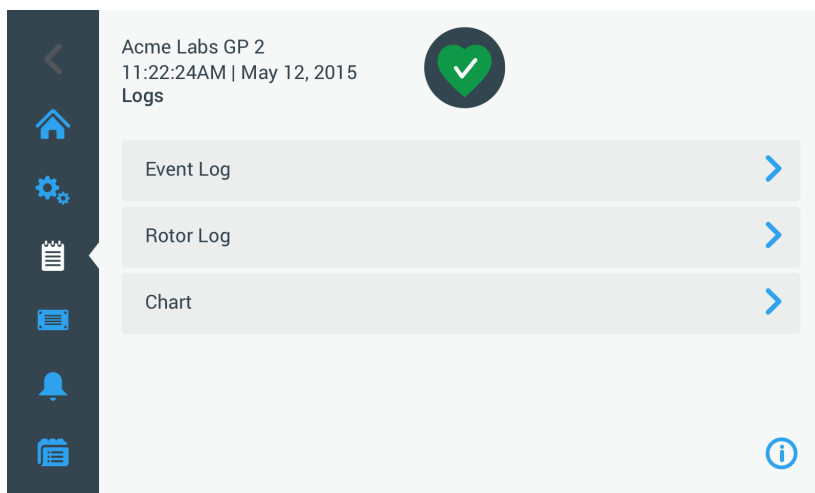 Acme Labs GP 2
11:22:24AM | May 12, 2015
Logs
Event Log
Rotor Log
Chart